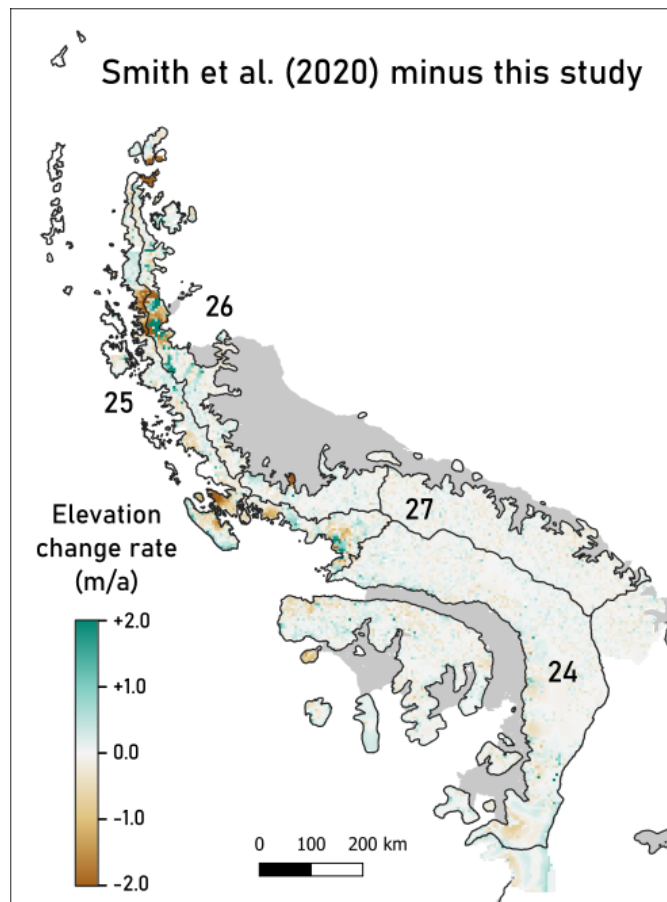 Smith et al. (2020) minus this study
26
25
27
24
Elevation
change rate
(m/a)
+2.0
+1.0
0.0
-1.0
-2.0
0 100 200 km